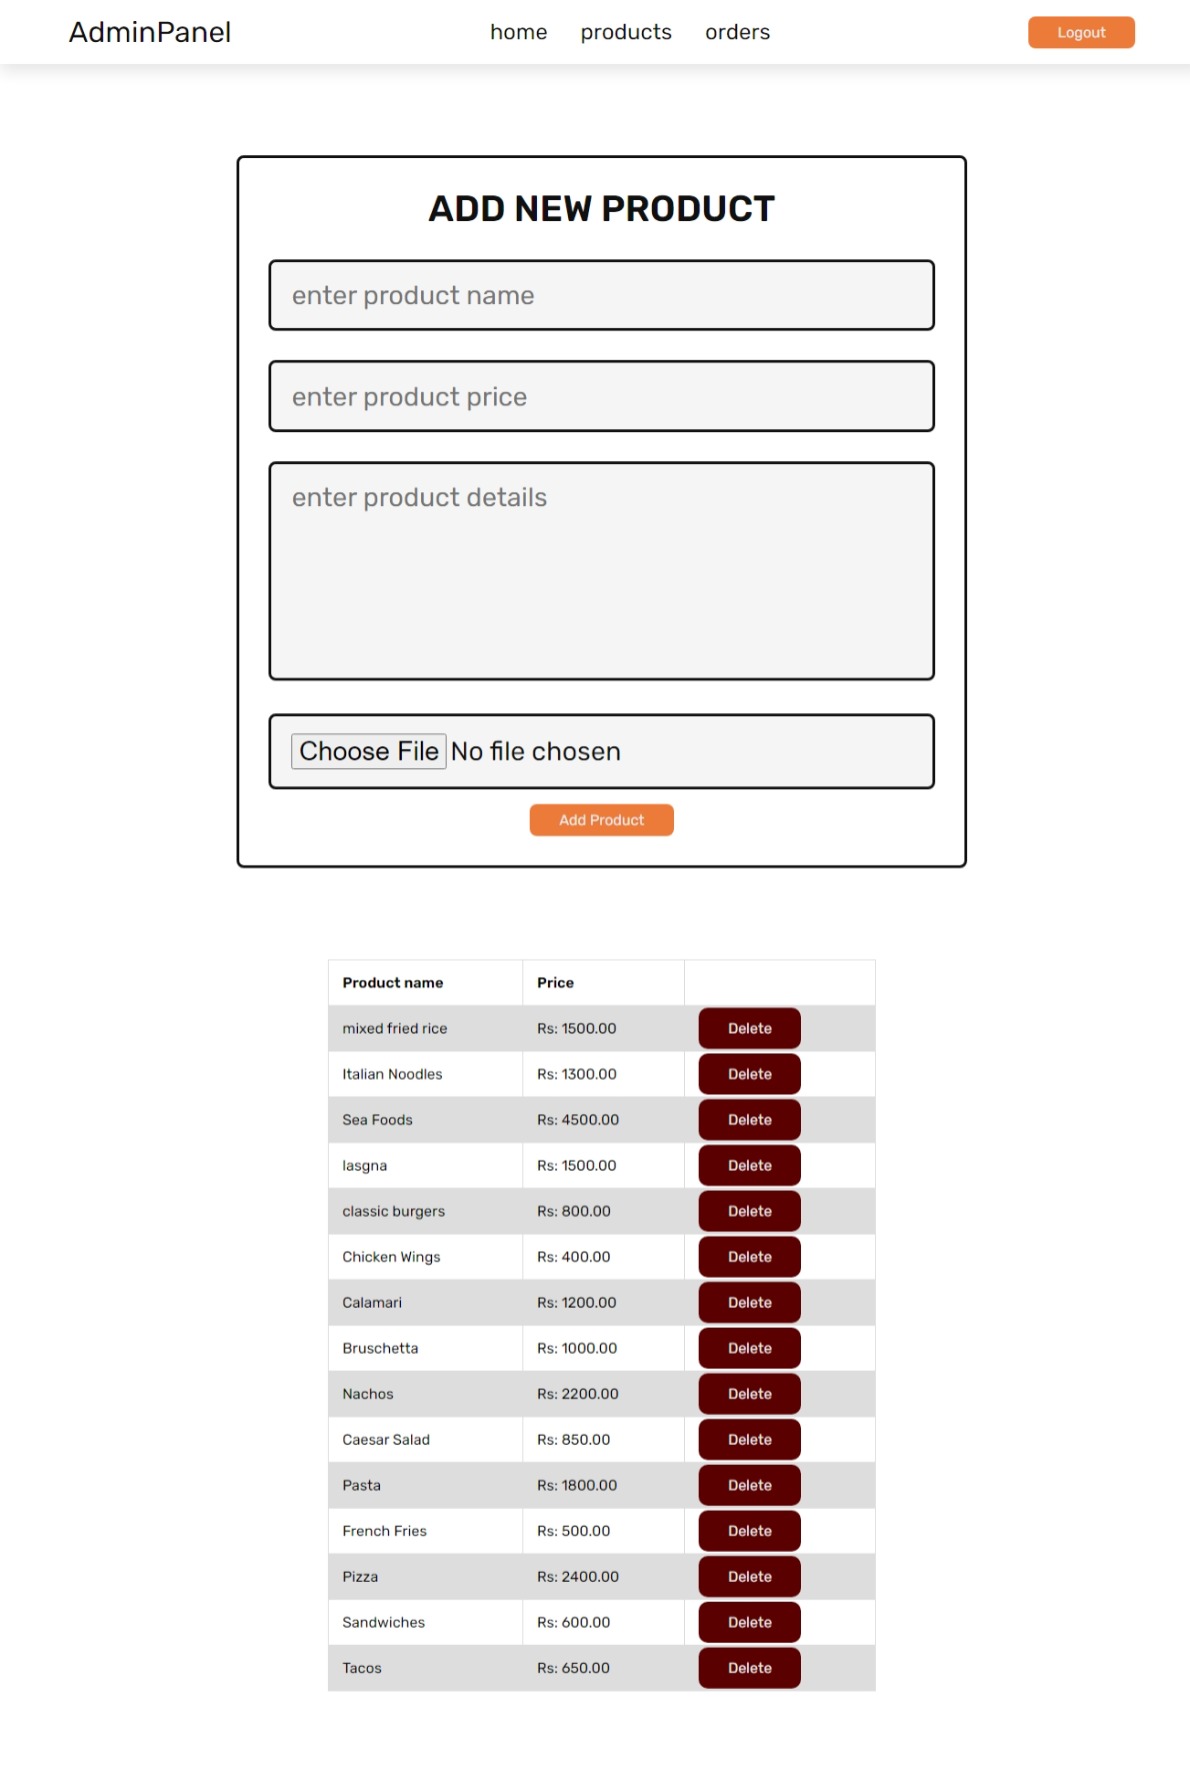 AdminPanel home products orders Logout
ADD NEW PRODUCT
enter product name
enter product price
enter product details
Choose File No file chosen
Add Product
Product name Price
mixed fried rice Rs: 1500.00 Delete
Italian Noodles Rs: 1300.00 Delete
Sea Foods Rs: 4500.00 Delete
lasgna Rs: 1500.00 Delete
classic burgers Rs: 800.00 Delete
Chicken Wings Rs: 400.00 Delete
Calamari Rs: 1200.00 Delete
Bruschetta Rs: 1000.00 Delete
Nachos Rs: 2200.00 Delete
Caesar Salad Rs: 850.00 Delete
Pasta Rs: 1800.00 Delete
French Fries Rs: 500.00 Delete
Pizza Rs: 2400.00 Delete
Sandwiches Rs: 600.00 Delete
Tacos Rs: 650.00 Delete